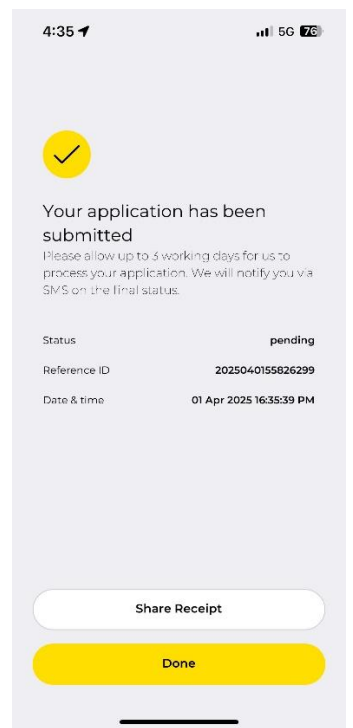 4:35 5G 76
Your application has been
submitted
Please allow up to 3 working days for us to
process your application. We will notify you via
SMS on the final status.
Status pending
Reference ID 2025040155826299
Date & time 01 Apr 2025 16:35:39 PM
Share Receipt
Done